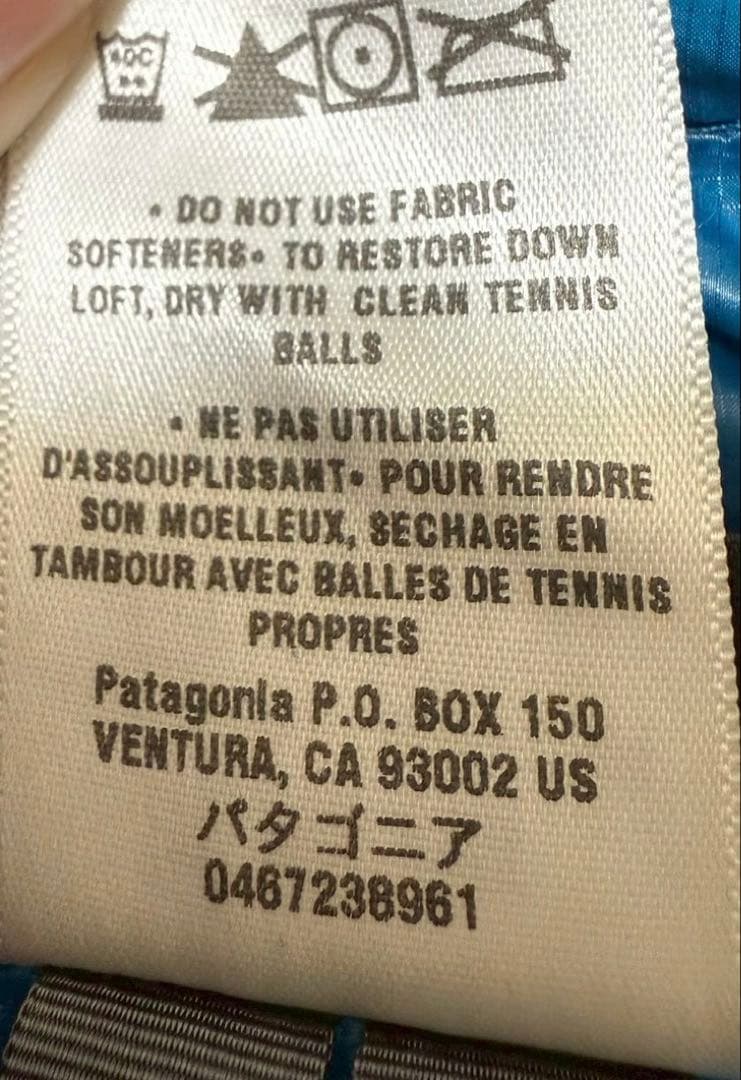 40C
• DO NOT USE FABRIC
SOFTENERS• TO RESTORE DOWN
LOFT, DRY WITH CLEAN TENNIS
BALLS
• NE PAS UTILISER
D'ASSOUPLISSANT• POUR RENDRE
SON MOELLEUX, SECHAGE EN
TAMBOUR AVEC BALLES DE TENNIS
PROPRES
Patagonia P.O. BOX 150
VENTURA, CA 93002 US
パタゴニア
0467238961